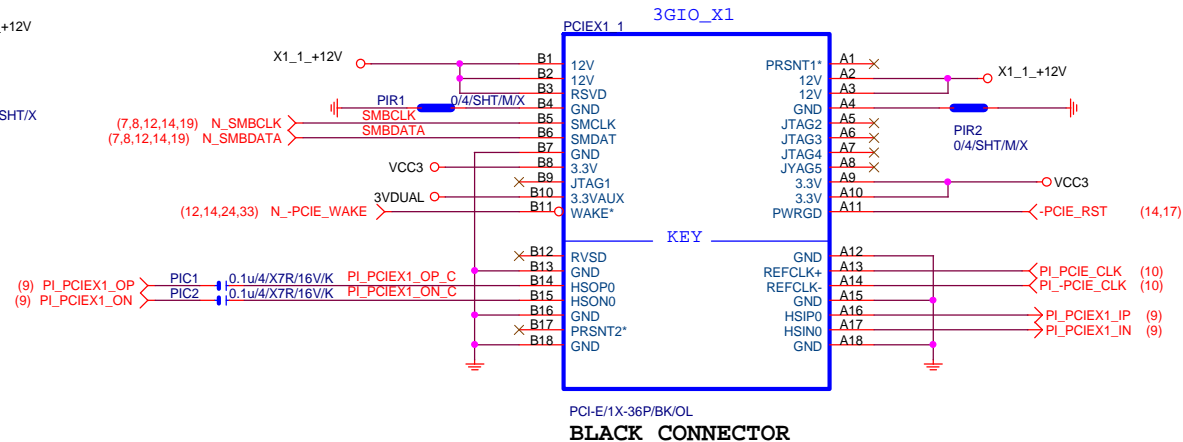 _+12V
SHT/X
3GIO_X1
PCIEX1_1
X1_1_+12V
B1 12V
B2 12V
B3 RSVD
PIR1 0/4/SHT/M/X B4 GND
(7,8,12,14,19) N_SMBCLK SMBCLK B5 SMCLK
(7,8,12,14,19) N_SMBDATA SMBDATA B6 SMDAT
B7 GND
VCC3 B8 3.3V
B9 JTAG1
3VDUAL B10 3.3VAUX
(12,14,24,33) N_-PCIE_WAKE B11 WAKE*
KEY
B12 RVSD
B13 GND
(9) PI_PCIEX1_OP PIC1 0.1u/4/X7R/16V/K PI_PCIEX1_OP_C B14 HSOP0
(9) PI_PCIEX1_ON PIC2 0.1u/4/X7R/16V/K PI_PCIEX1_ON_C B15 HSON0
B16 GND
B17 PRSNT2*
B18 GND
PRSNT1* A1
12V A2 X1_1_+12V
12V A3
GND A4
PIR2
0/4/SHT/M/X
JTAG2 A5
JTAG3 A6
JTAG4 A7
JYAG5 A8
3.3V A9 VCC3
3.3V A10
PWRGD A11 -PCIE_RST (14,17)
GND A12
REFCLK+ A13 PI_PCIE_CLK (10)
REFCLK- A14 PI_-PCIE_CLK (10)
GND A15
HSIP0 A16 PI_PCIEX1_IP (9)
HSIN0 A17 PI_PCIEX1_IN (9)
GND A18
PCI-E/1X-36P/BK/OL
BLACK CONNECTOR